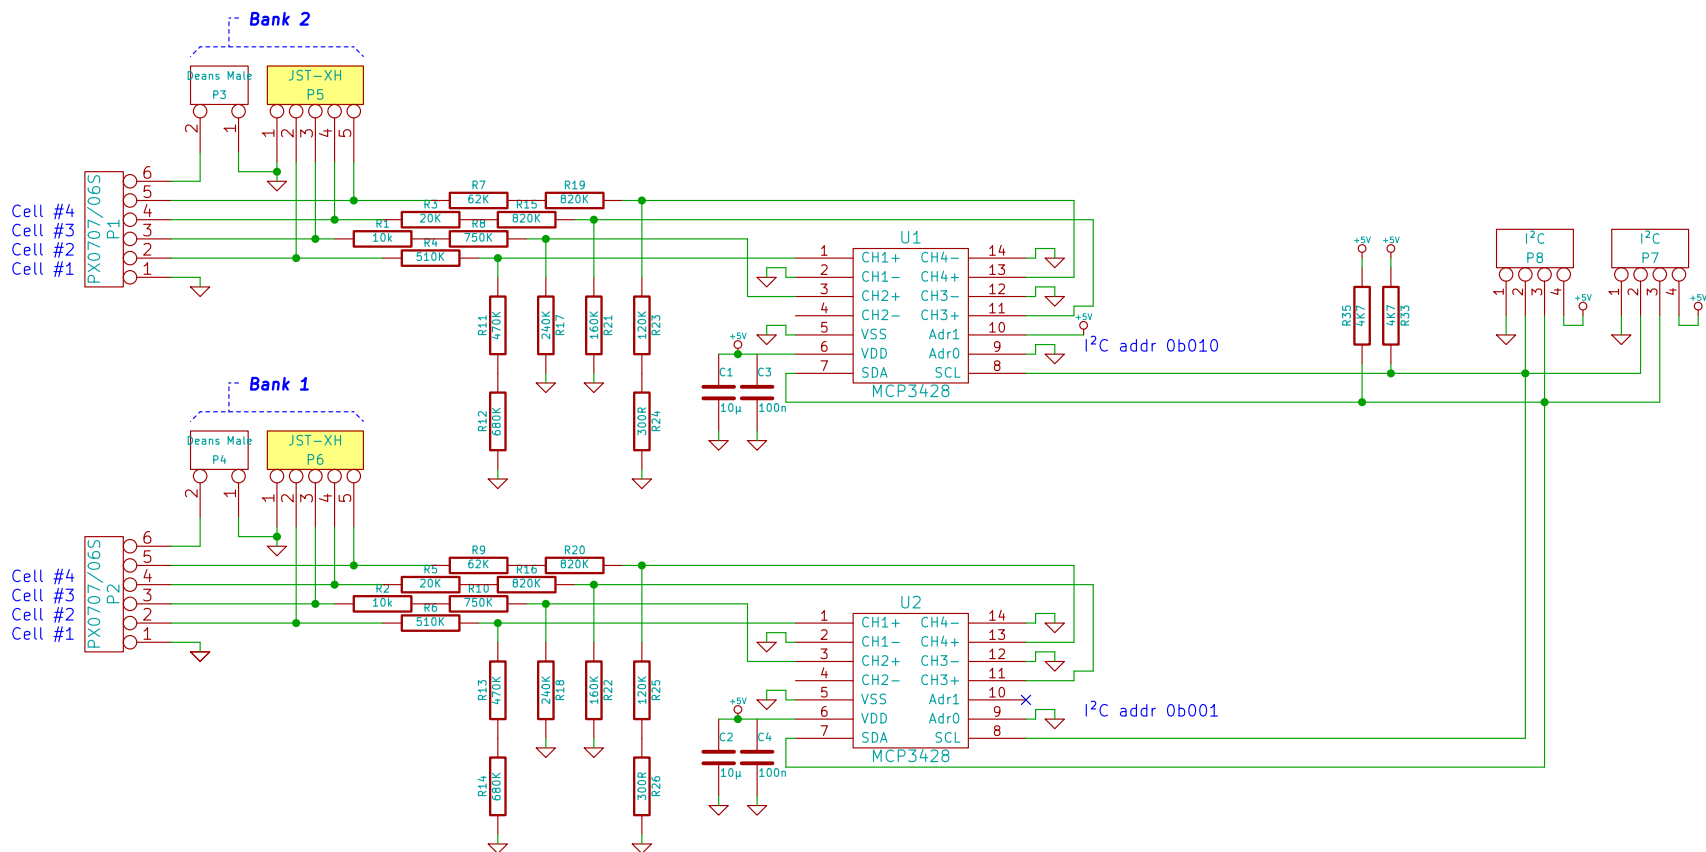 Bank 2
Deans Male
P3
JST-XH
P5
2
1
1
2
3
4
5
PX0707/06S
P1
6
5
4
3
2
1
Cell #4
Cell #3
Cell #2
Cell #1
R7
62K
R19
820K
R3
20K
R15
820K
R1
10k
R8
750K
R4
510K
R11
470K
R17
240K
R21
160K
R23
120K
R12
680K
R24
300R
U1
1 CH1+ CH4- 14
2 CH1- CH4+ 13
3 CH2+ CH3- 12
4 CH2- CH3+ 11
5 VSS Adr1 10
6 VDD Adr0 9
7 SDA SCL 8
MCP3428
+5V
I²C addr 0b010
+5V
C1
10µ
C3
100n
+5V
+5V
R35
4K7
R33
4K7
I²C
P8
1
2
3
4
+5V
I²C
P7
1
2
3
4
+5V
Bank 1
Deans Male
P4
JST-XH
P6
2
1
1
2
3
4
5
PX0707/06S
P2
6
5
4
3
2
1
Cell #4
Cell #3
Cell #2
Cell #1
R9
62K
R20
820K
R5
20K
R16
820K
R2
10k
R10
750K
R6
510K
R13
470K
R18
240K
R22
160K
R25
120K
R14
680K
R26
300R
U2
1 CH1+ CH4- 14
2 CH1- CH4+ 13
3 CH2+ CH3- 12
4 CH2- CH3+ 11
5 VSS Adr1 10
6 VDD Adr0 9
7 SDA SCL 8
MCP3428
I²C addr 0b001
+5V
C2
10µ
C4
100n